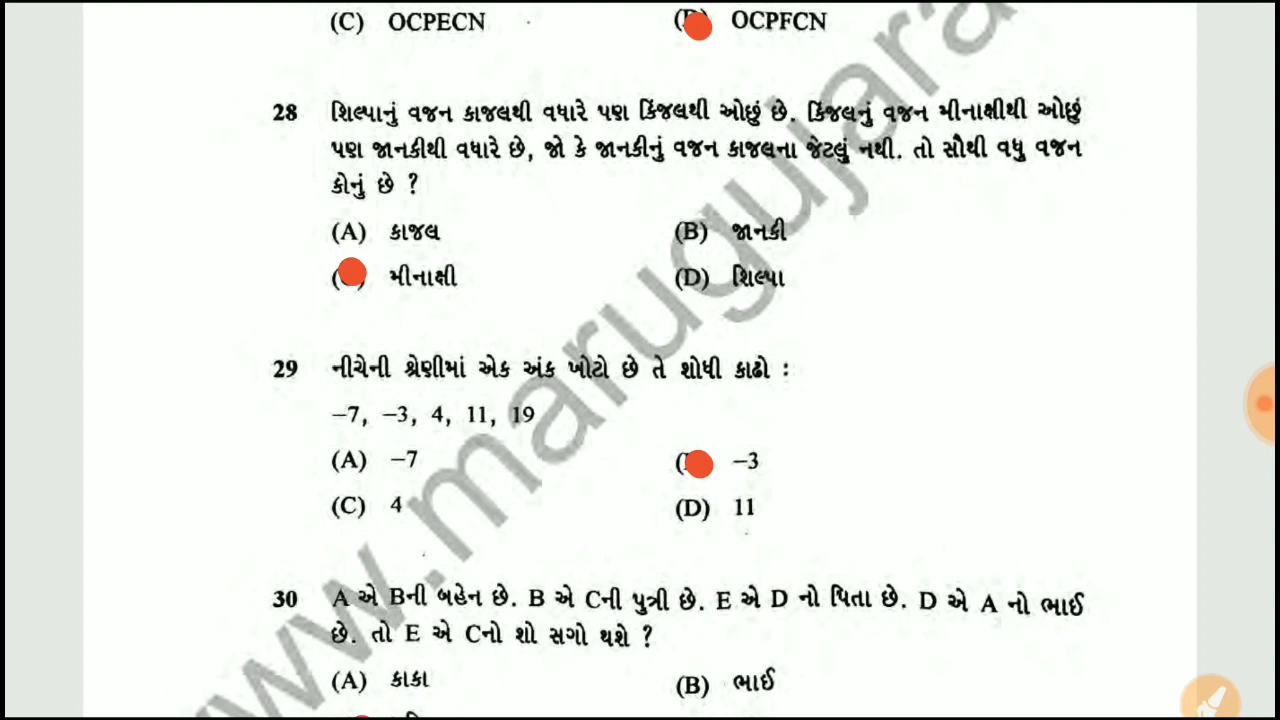 (C) OCPECN OCPFCN
28 શિલ્પાનું વજન કાજલથી વધારે પણ કિંજલથી ઓછું છે. કિંજલનું વજન મીનાક્ષીથી ઓછું
પણ જાનકીથી વધારે છે, જો કે જાનકીનું વજન કાજલના જેટલું નથી. તો સૌથી વધુ વજન
કોનું છે ?
(A) કાજલ (B) જાનકી
મીનાક્ષી (D) શિલ્પા
29 નીચેની શ્રેણીમાં એક અંક ખોટો છે તે શોધી કાઢો :
–7, –3, 4, 11, 19
(A) –7 –3
(C) 4 (D) 11
30 A એ Bની બહેન છે. B એ Cની પુત્રી છે. E એ D નો પિતા છે. D એ A નો ભાઈ
છે. તો E એ Cનો શો સગો થશે ?
(A) કાકા (B) ભાઈ
www.marugujara